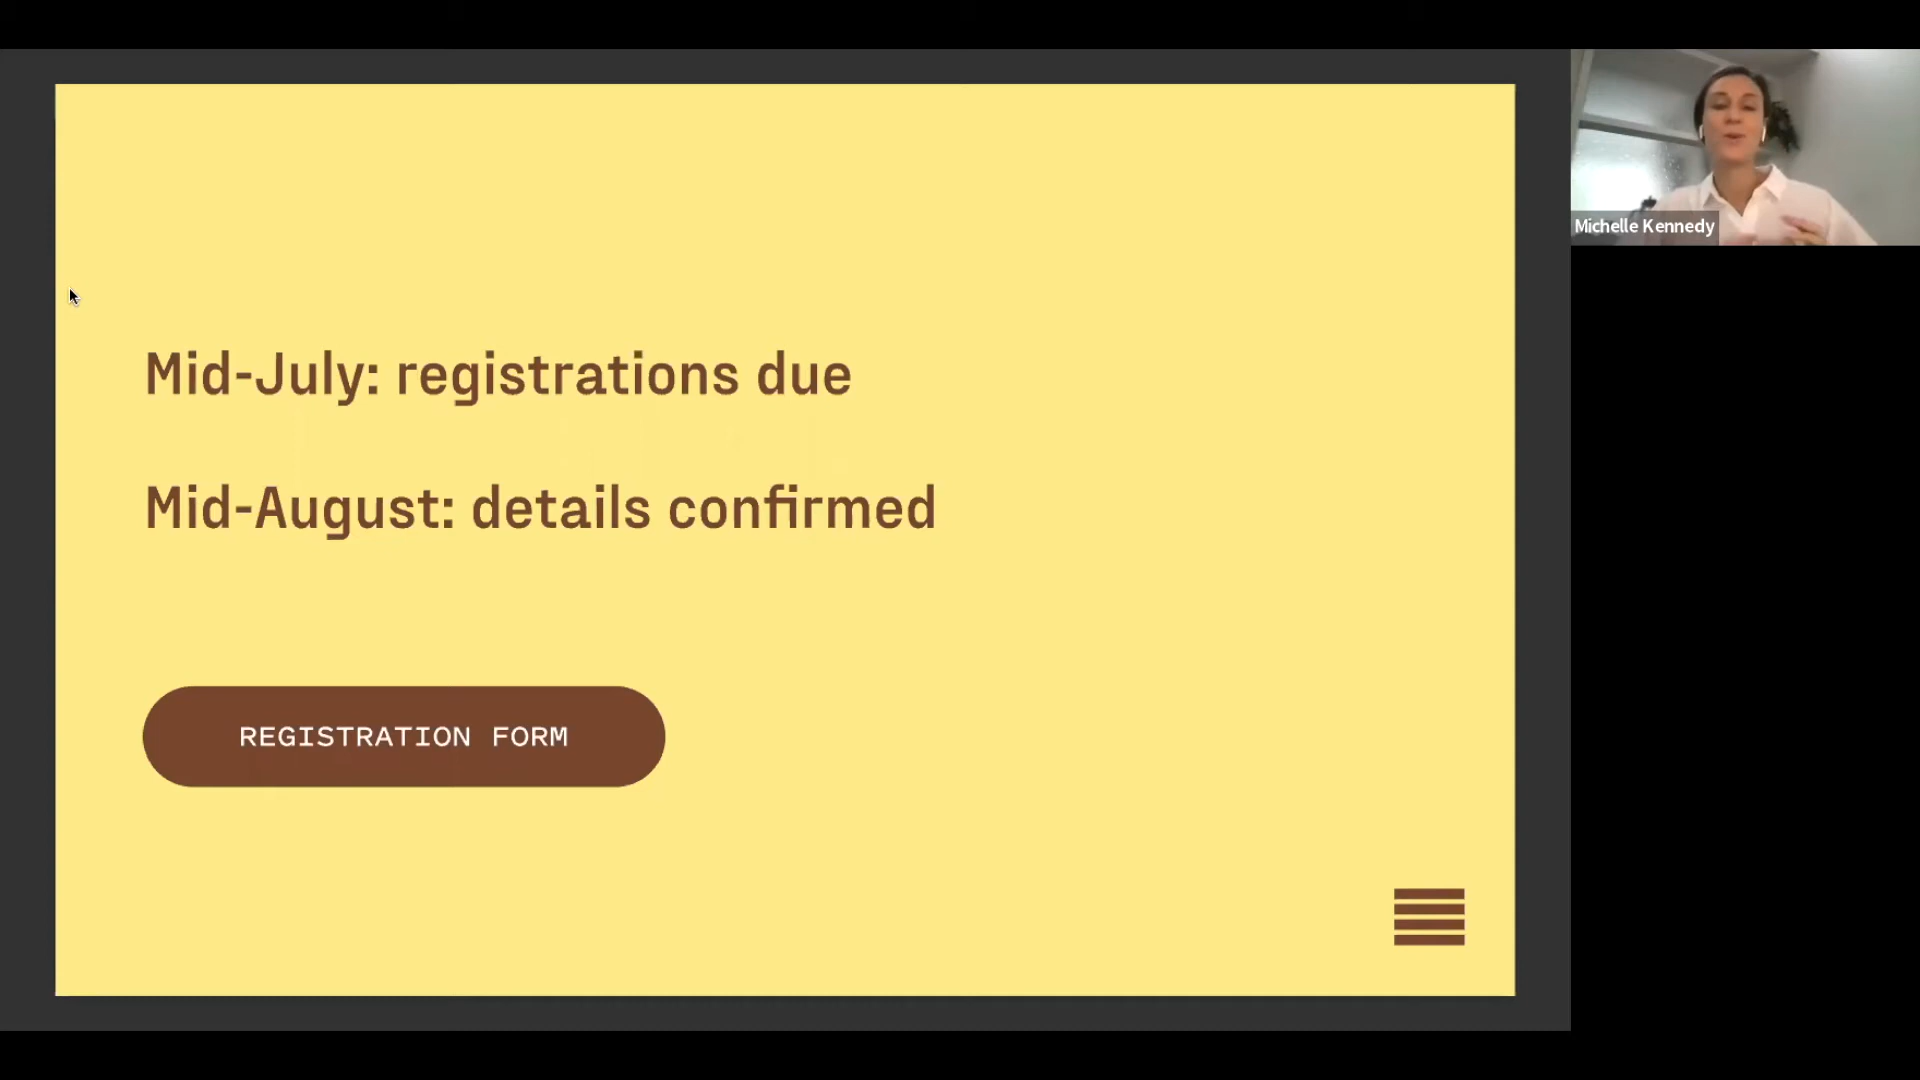 Mid-July: registrations due
Mid-August: details confirmed
REGISTRATION FORM
Michelle Kennedy